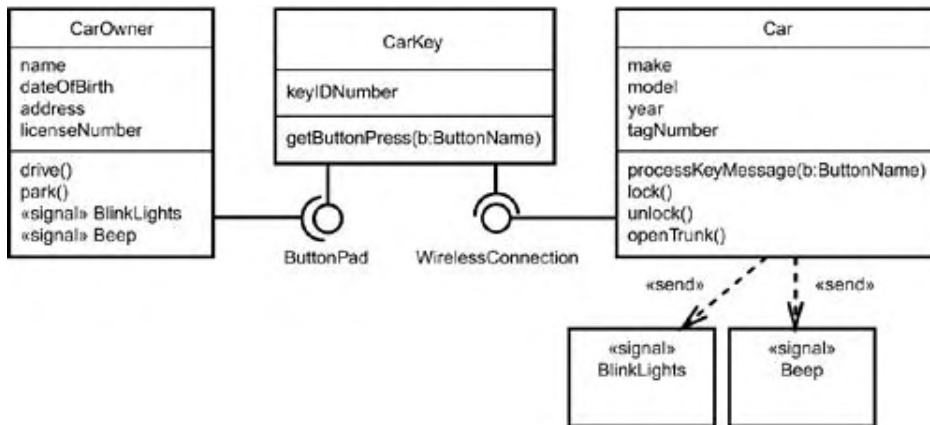 CarOwner
name
dateOfBirth
address
licenseNumber
drive()
park()
«signal» BlinkLights
«signal» Beep
CarKey
keyIDNumber
getButtonPress(b:ButtonName)
ButtonPad
WirelessConnection
Car
make
model
year
tagNumber
processKeyMessage(b:ButtonName)
lock()
unlock()
openTrunk()
«send»
«send»
«signal»
BlinkLights
«signal»
Beep